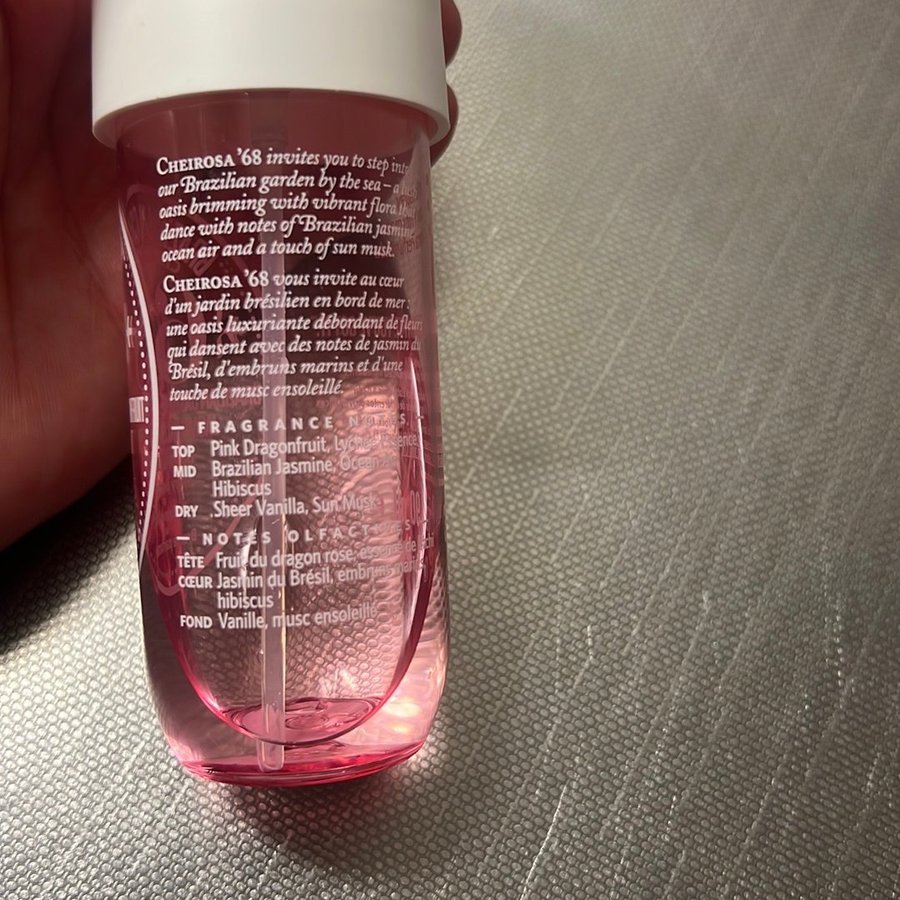 CHEIROSA '68 invites you to step into
our Brazilian garden by the sea – a lush
oasis brimming with vibrant flora that
dance with notes of Brazilian jasmine,
ocean air and a touch of sun musk.
CHEIROSA '68 vous invite au cœur
d'un jardin brésilien en bord de mer :
une oasis luxuriante débordant de fleurs
qui dansent avec des notes de jasmin du
Brésil, d'embruns marins et d'une
touche de musc ensoleillé.
— FRAGRANCE NOTES —
TOP Pink Dragonfruit, Lychee Essence
MID Brazilian Jasmine, Ocean
Hibiscus
DRY Sheer Vanilla, Sun Musk
— NOTES OLFACTIVES —
TÊTE Fruit du dragon rose, essence de
CŒUR Jasmin du Brésil, embruns marins
hibiscus
FOND Vanille, musc ensoleillé
H
FRUIT